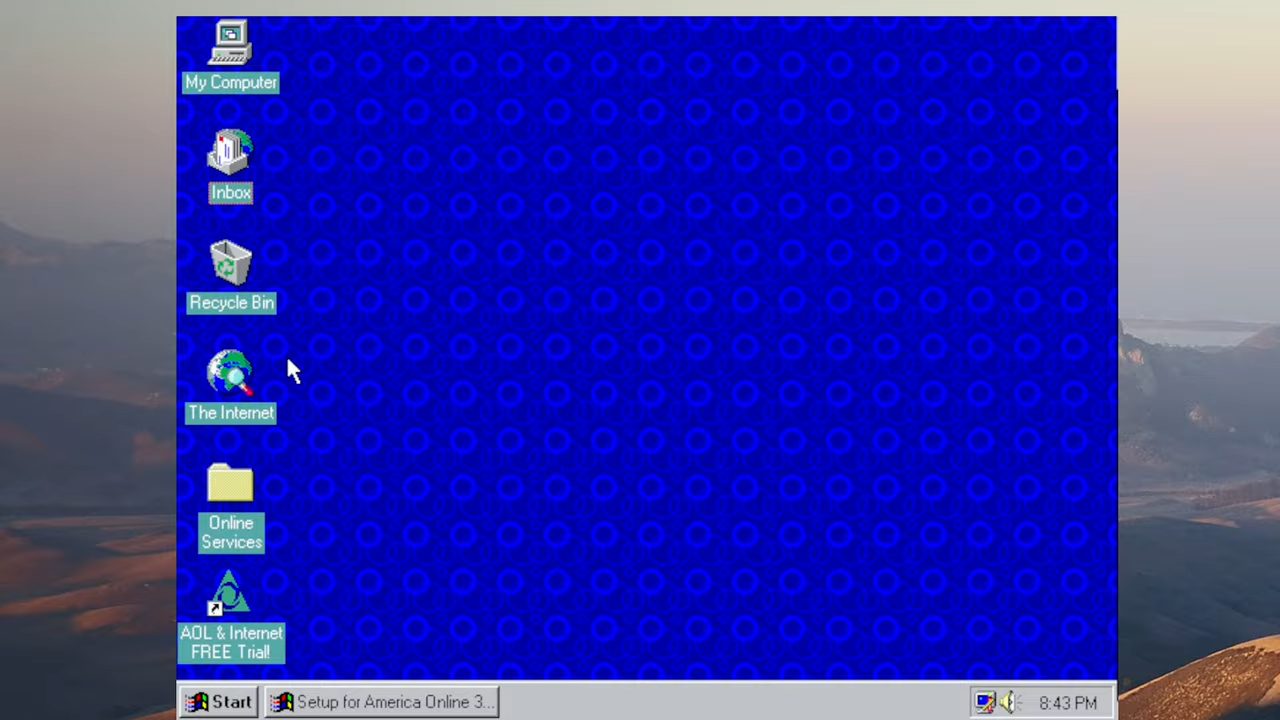 My Computer
Inbox
Recycle Bin
The Internet
Online
Services
AOL & Internet
FREE Trial!
Start
Setup for America Online 3...
8:43 PM